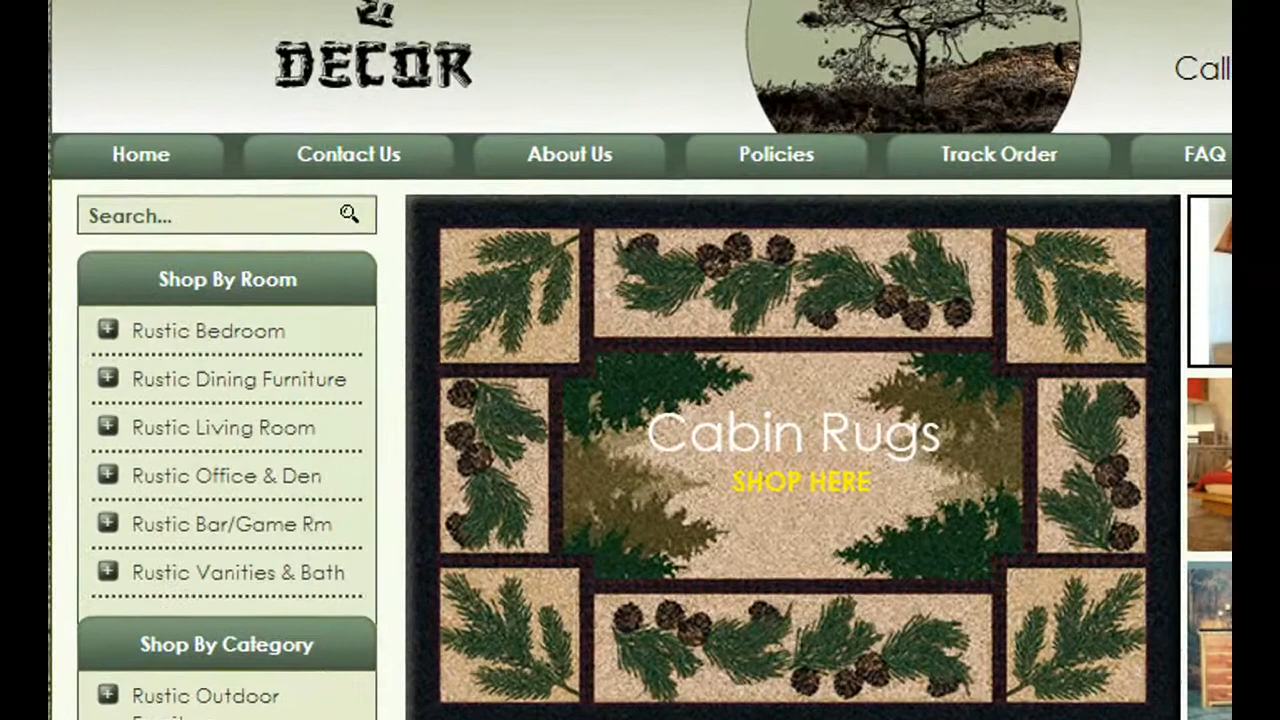 &
DECOR
Call
Home
Contact Us
About Us
Policies
Track Order
FAQ
Search...
Shop By Room
Rustic Bedroom
Rustic Dining Furniture
Rustic Living Room
Rustic Office & Den
Rustic Bar/Game Rm
Rustic Vanities & Bath
Cabin Rugs
SHOP HERE
Shop By Category
Rustic Outdoor